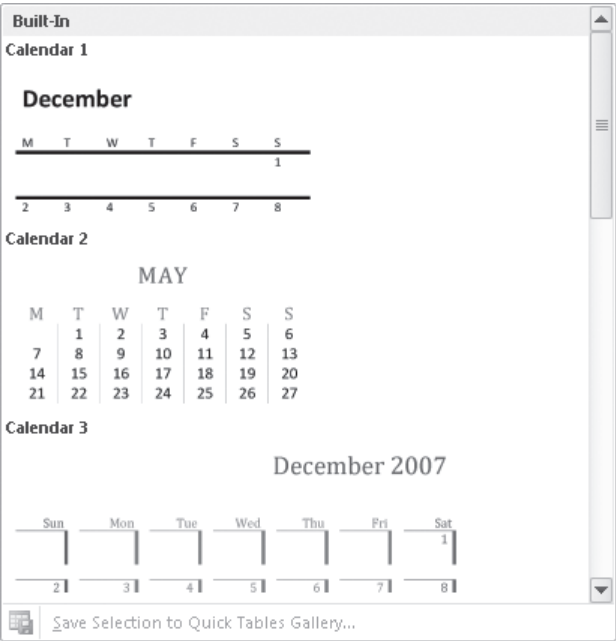 Built-In
Calendar 1
December
M T W T F S S
1
2 3 4 5 6 7 8
Calendar 2
MAY
M T W T F S S
1 2 3 4 5 6
7 8 9 10 11 12 13
14 15 16 17 18 19 20
21 22 23 24 25 26 27
Calendar 3
December 2007
Sun Mon Tue Wed Thu Fri Sat
1
2 3 4 5 6 7 8
Save Selection to Quick Tables Gallery...